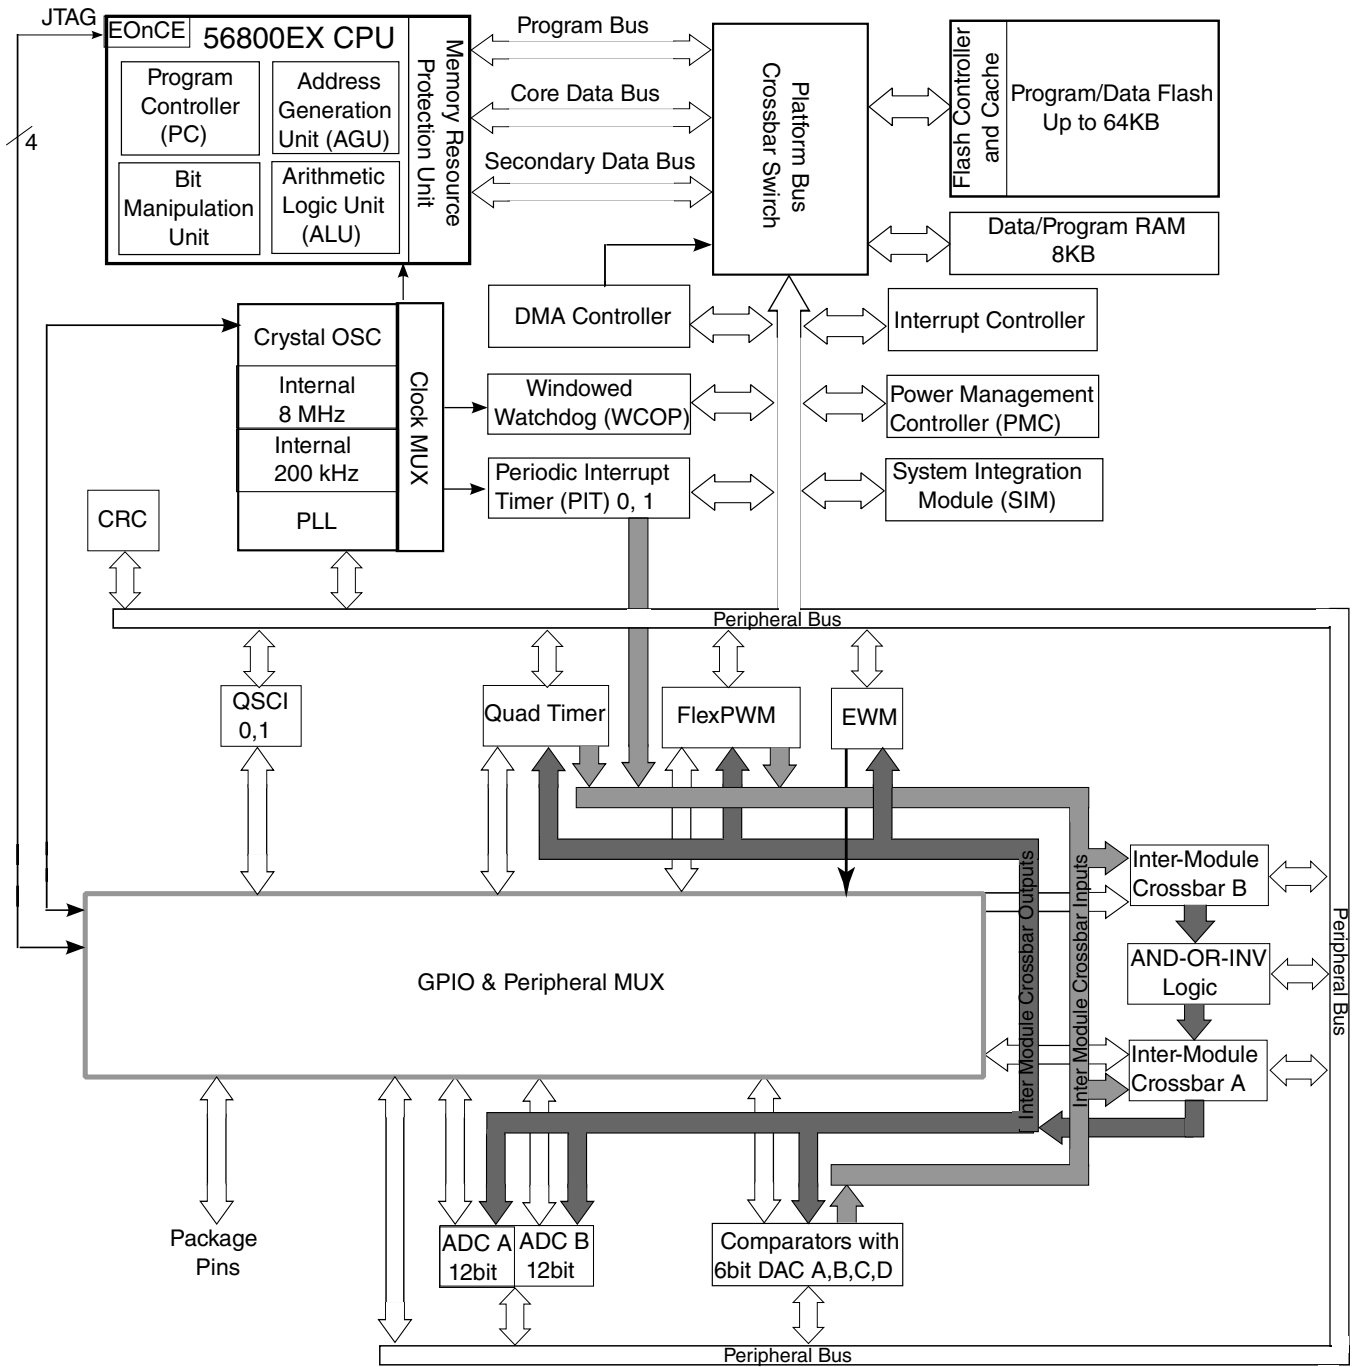 JTAG
EOnCE
56800EX CPU
Program
Controller
(PC)
Address
Generation
Unit (AGU)
Bit
Manipulation
Unit
Arithmetic
Logic Unit
(ALU)
Memory Resource
Protection Unit
4
Program Bus
Core Data Bus
Secondary Data Bus
Platform Bus
Crossbar Swirch
Flash Controller
and Cache
Program/Data Flash
Up to 64KB
Data/Program RAM
8KB
DMA Controller
Interrupt Controller
Crystal OSC
Internal
8 MHz
Internal
200 kHz
PLL
Clock MUX
Windowed
Watchdog (WCOP)
Power Management
Controller (PMC)
Periodic Interrupt
Timer (PIT) 0, 1
System Integration
Module (SIM)
CRC
Peripheral Bus
QSCI
0,1
Quad Timer
FlexPWM
EWM
Inter Module Crossbar Outputs
Inter Module Crossbar Inputs
Inter-Module
Crossbar B
AND-OR-INV
Logic
Inter-Module
Crossbar A
Peripheral Bus
GPIO & Peripheral MUX
Package
Pins
ADC A
12bit
ADC B
12bit
Comparators with
6bit DAC A,B,C,D
Peripheral Bus